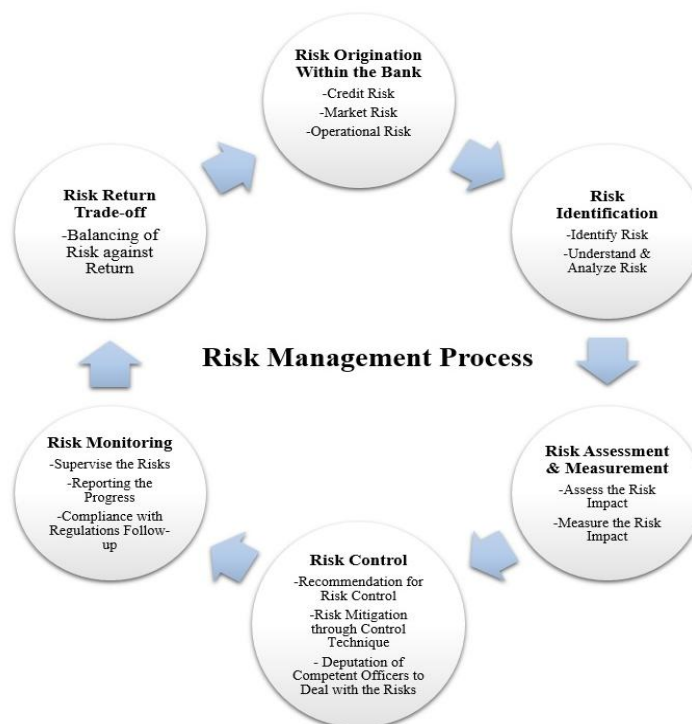 Risk Origination
Within the Bank
-Credit Risk
-Market Risk
-Operational Risk
Risk
Identification
-Identify Risk
-Understand &
Analyze Risk
Risk Return
Trade-off
-Balancing of
Risk against
Return
Risk Management Process
Risk Assessment
& Measurement
-Assess the Risk
Impact
-Measure the Risk
Impact
Risk Control
-Recommendation for
Risk Control
-Risk Mitigation
through Control
Technique
- Deputation of
Competent Officers to
Deal with the Risks
Risk Monitoring
-Supervise the Risks
-Reporting the
Progress
-Compliance with
Regulations Follow-
up